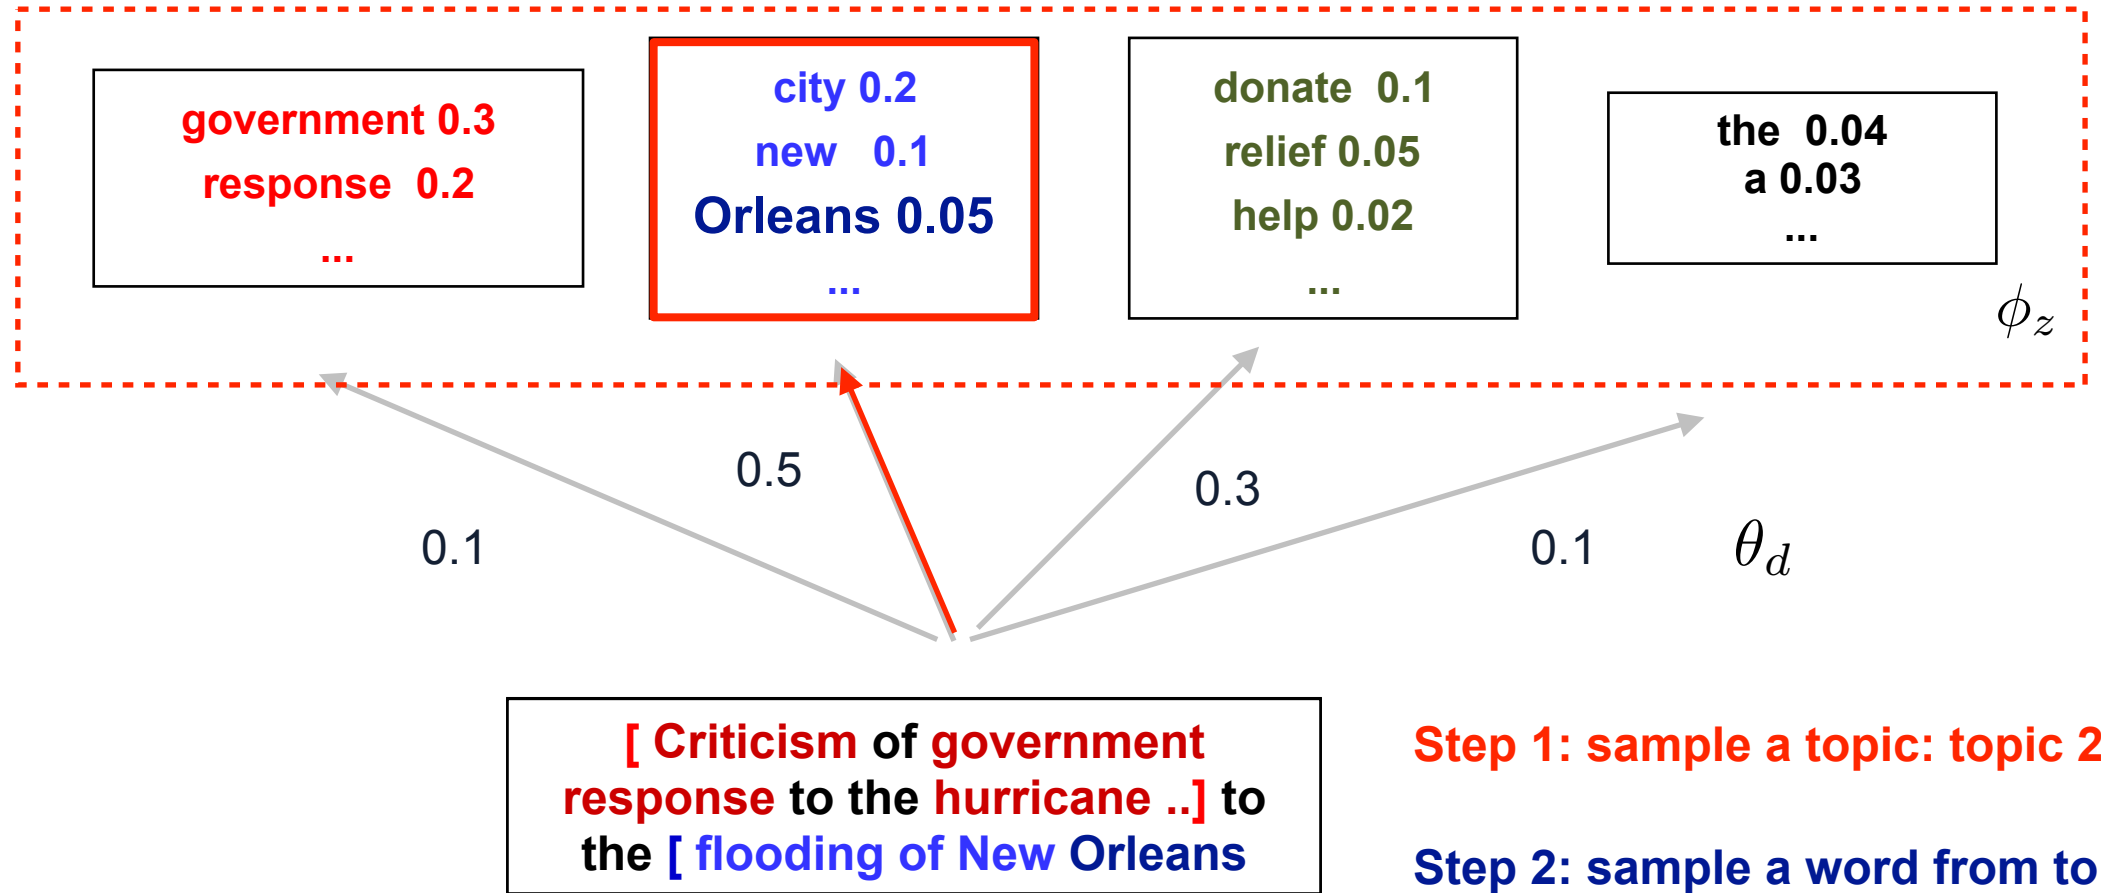 government 0.3
response 0.2
...
city 0.2
new 0.1
Orleans 0.05
...
donate 0.1
relief 0.05
help 0.02
...
the 0.04
a 0.03
...
ϕz
0.1
0.5
0.3
0.1
θd
[ Criticism of government
response to the hurricane ..] to
the [ flooding of New Orleans
Step 1: sample a topic: topic 2
Step 2: sample a word from to